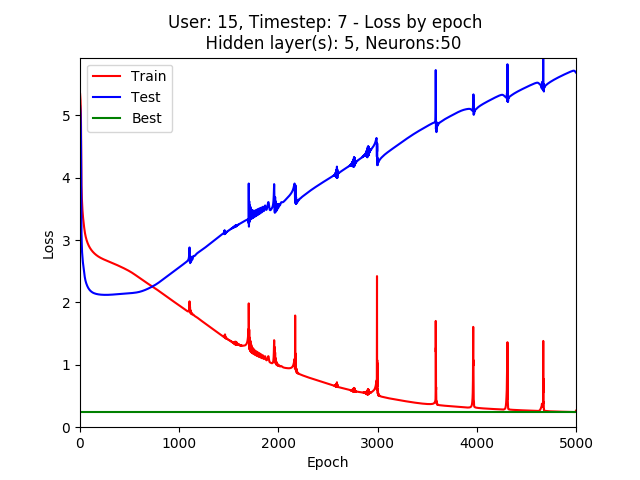 User: 15, Timestep: 7 - Loss by epoch
Hidden layer(s): 5, Neurons:50
Train
Test
Best
Loss
5
4
3
2
1
0
0 1000 2000 3000 4000 5000
Epoch